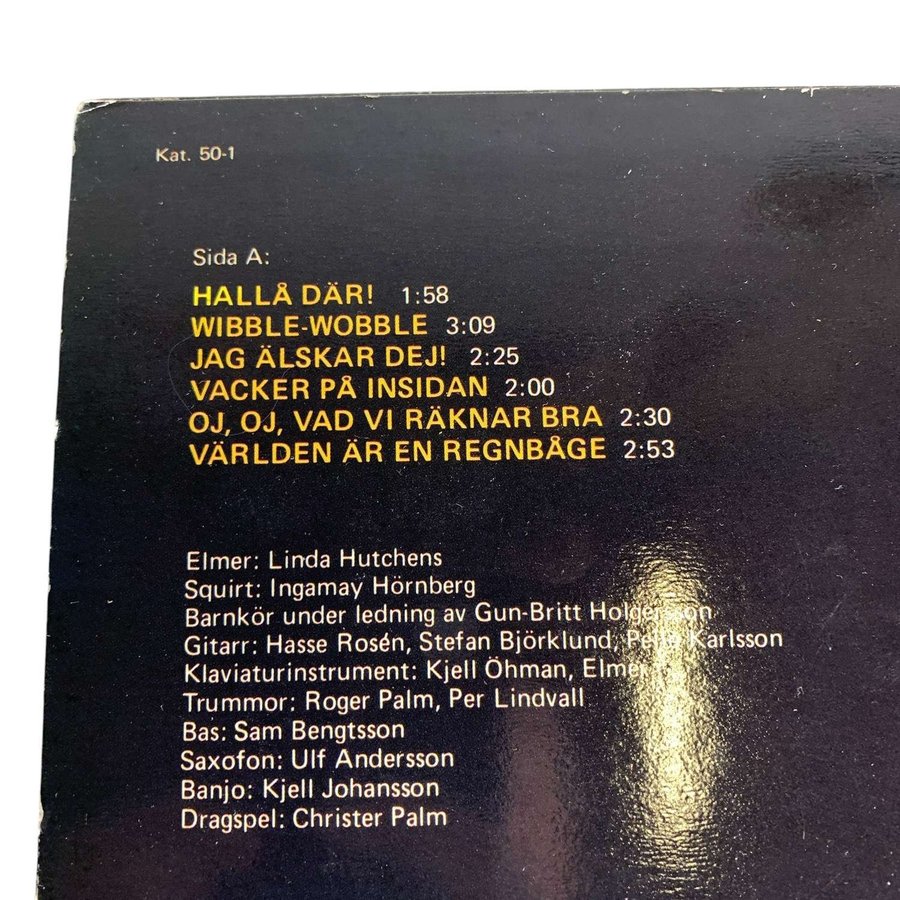 Kat. 50-1
Sida A:
HALLÅ DÄR! 1:58
WIBBLE-WOBBLE 3:09
JAG ÄLSKAR DEJ! 2:25
VACKER PÅ INSIDAN 2:00
OJ, OJ, VAD VI RÄKNAR BRA 2:30
VÄRLDEN ÄR EN REGNBÅGE 2:53
Elmer: Linda Hutchens
Squirt: Ingamay Hörnberg
Barnkör under ledning av Gun-Britt Holgersson
Gitarr: Hasse Rosén, Stefan Björklund, Pelle Karlsson
Klaviaturinstrument: Kjell Öhman, Elmer
Trummor: Roger Palm, Per Lindvall
Bas: Sam Bengtsson
Saxofon: Ulf Andersson
Banjo: Kjell Johansson
Dragspel: Christer Palm